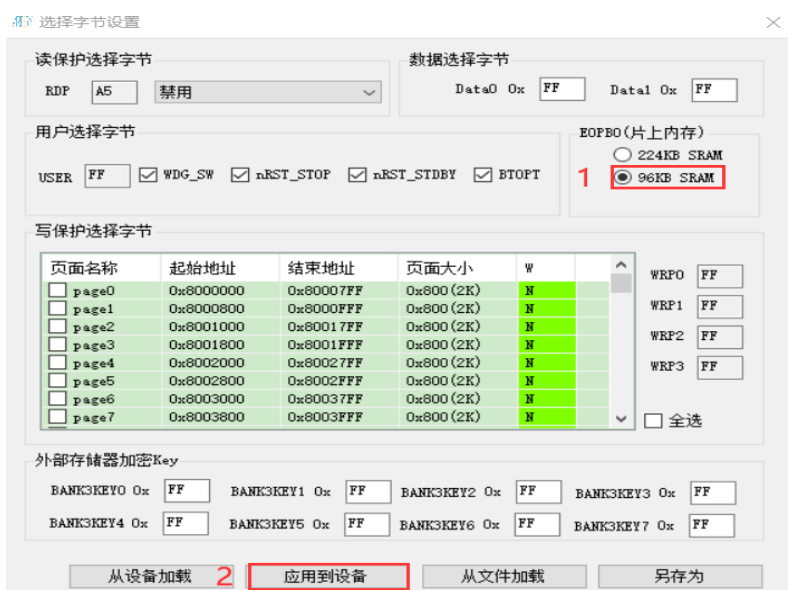 选择字节设置
读保护选择字节
RDP A5 禁用
数据选择字节
Data0 0x FF Data1 0x FF
用户选择字节
USER FF WDG_SW nRST_STOP nRST_STDBY BTOPT
EOPB0(片上内存)
224KB SRAM
1 96KB SRAM
写保护选择字节
页面名称 起始地址 结束地址 页面大小 W
page0 0x8000000 0x80007FF 0x800(2K) N
page1 0x8000800 0x8000FFF 0x800(2K) N
page2 0x8001000 0x80017FF 0x800(2K) N
page3 0x8001800 0x8001FFF 0x800(2K) N
page4 0x8002000 0x80027FF 0x800(2K) N
page5 0x8002800 0x8002FFF 0x800(2K) N
page6 0x8003000 0x80037FF 0x800(2K) N
page7 0x8003800 0x8003FFF 0x800(2K) N
WRP0 FF
WRP1 FF
WRP2 FF
WRP3 FF
全选
外部存储器加密Key
BANK3KEY0 0x FF BANK3KEY1 0x FF BANK3KEY2 0x FF BANK3KEY3 0x FF
BANK3KEY4 0x FF BANK3KEY5 0x FF BANK3KEY6 0x FF BANK3KEY7 0x FF
从设备加载 2 应用到设备 从文件加载 另存为